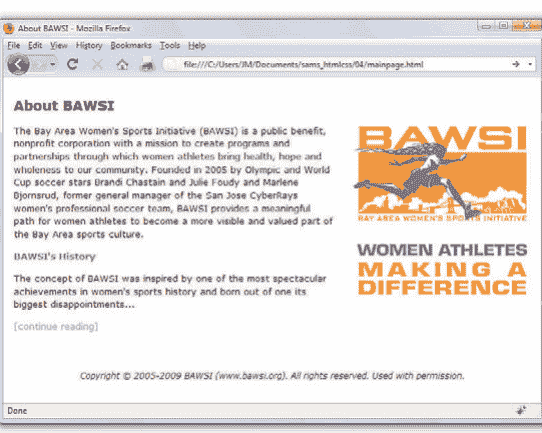 About BAWSI - Mozilla Firefox
File Edit View History Bookmarks Tools Help
file:///C:/Users/JM/Documents/sams_htmlcss/04/mainpage.html
About BAWSI
The Bay Area Women's Sports Initiative (BAWSI) is a public benefit,
nonprofit corporation with a mission to create programs and
partnerships through which women athletes bring health, hope and
wholeness to our community. Founded in 2005 by Olympic and World
Cup soccer stars Brandi Chastain and Julie Foudy and Marlene
Bjornsrud, former general manager of the San Jose CyberRays
women's professional soccer team, BAWSI provides a meaningful
path for women athletes to become a more visible and valued part of
the Bay Area sports culture.
BAWSI's History
The concept of BAWSI was inspired by one of the most spectacular
achievements in women's sports history and born out of one its
biggest disappointments...
[continue reading]
BAWSI
BAY AREA WOMEN'S SPORTS INITIATIVE
WOMEN ATHLETES
MAKING A
DIFFERENCE
Copyright © 2005-2009 BAWSI (www.bawsi.org). All rights reserved. Used with permission.
Done